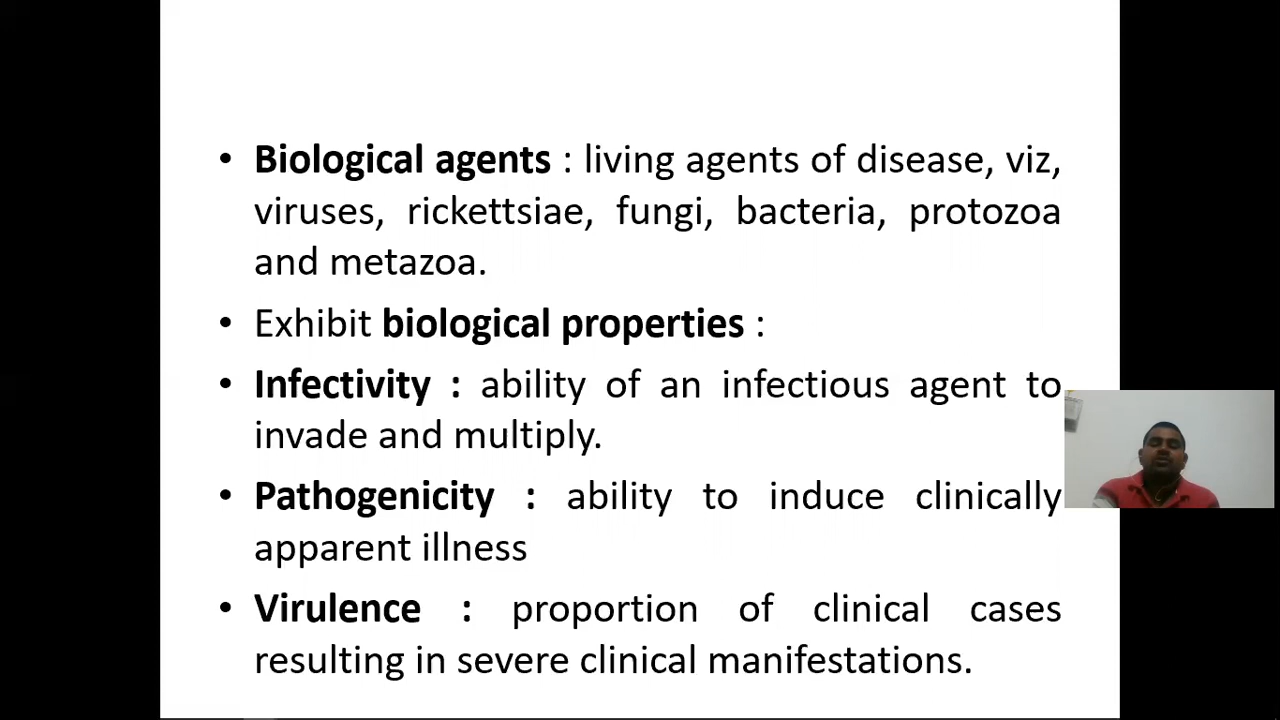 • Biological agents : living agents of disease, viz,
viruses, rickettsiae, fungi, bacteria, protozoa
and metazoa.
• Exhibit biological properties :
• Infectivity : ability of an infectious agent to
invade and multiply.
• Pathogenicity : ability to induce clinically
apparent illness
• Virulence : proportion of clinical cases
resulting in severe clinical manifestations.